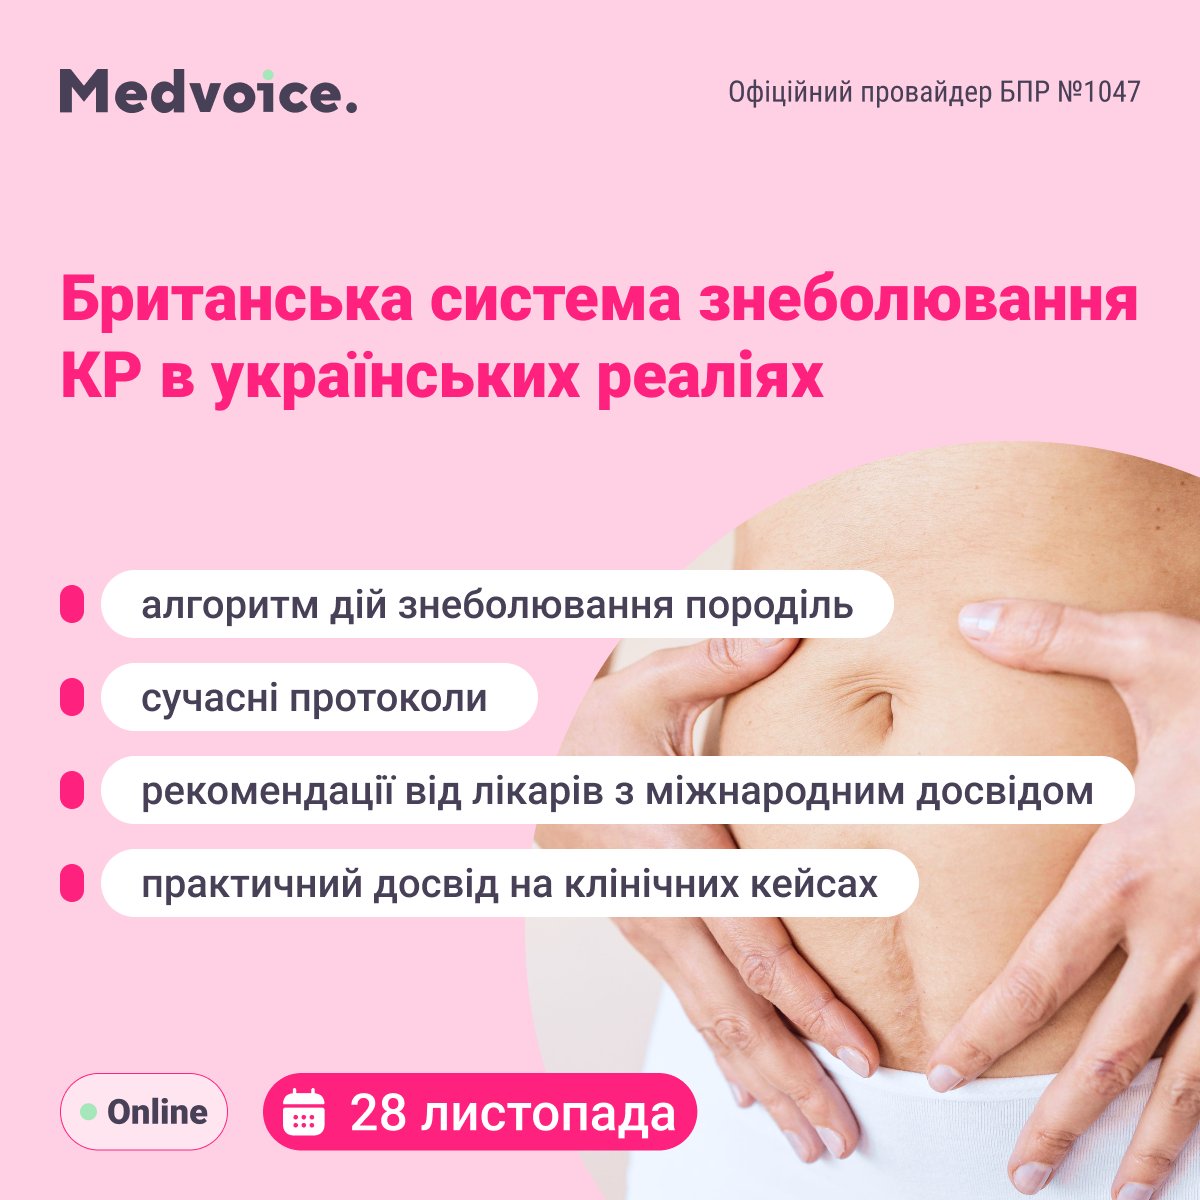 Medvoice.
Офіційний провайдер БПР №1047
Британська система знеболювання
КР в українських реаліях
алгоритм дій знеболювання породіль
сучасні протоколи
рекомендації від лікарів з міжнародним досвідом
практичний досвід на клінічних кейсах
Online
28 листопада